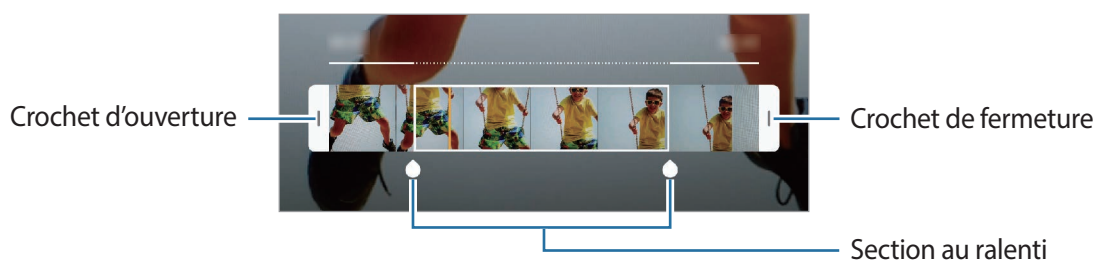 Crochet d'ouverture
Crochet de fermeture
Section au ralenti